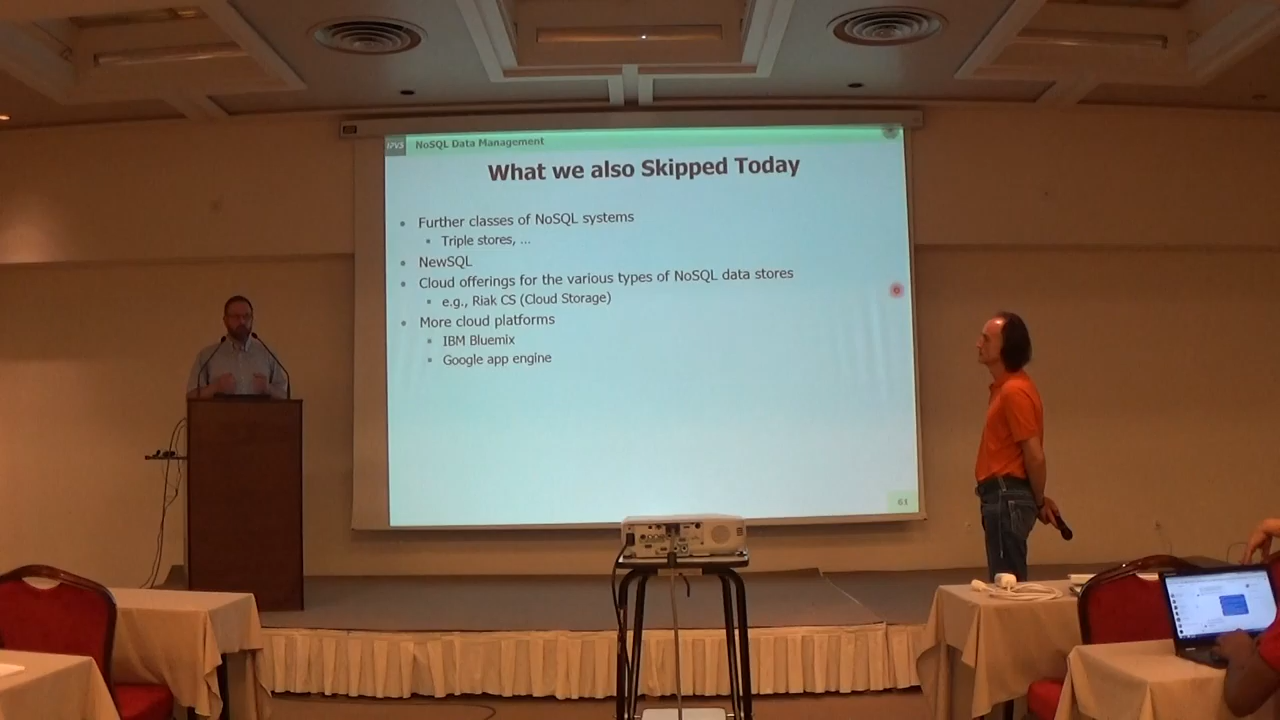 IPVS NoSQL Data Management
What we also Skipped Today
• Further classes of NoSQL systems
▪ Triple stores, ...
• NewSQL
• Cloud offerings for the various types of NoSQL data stores
▪ e.g., Riak CS (Cloud Storage)
• More cloud platforms
▪ IBM Bluemix
▪ Google app engine
61